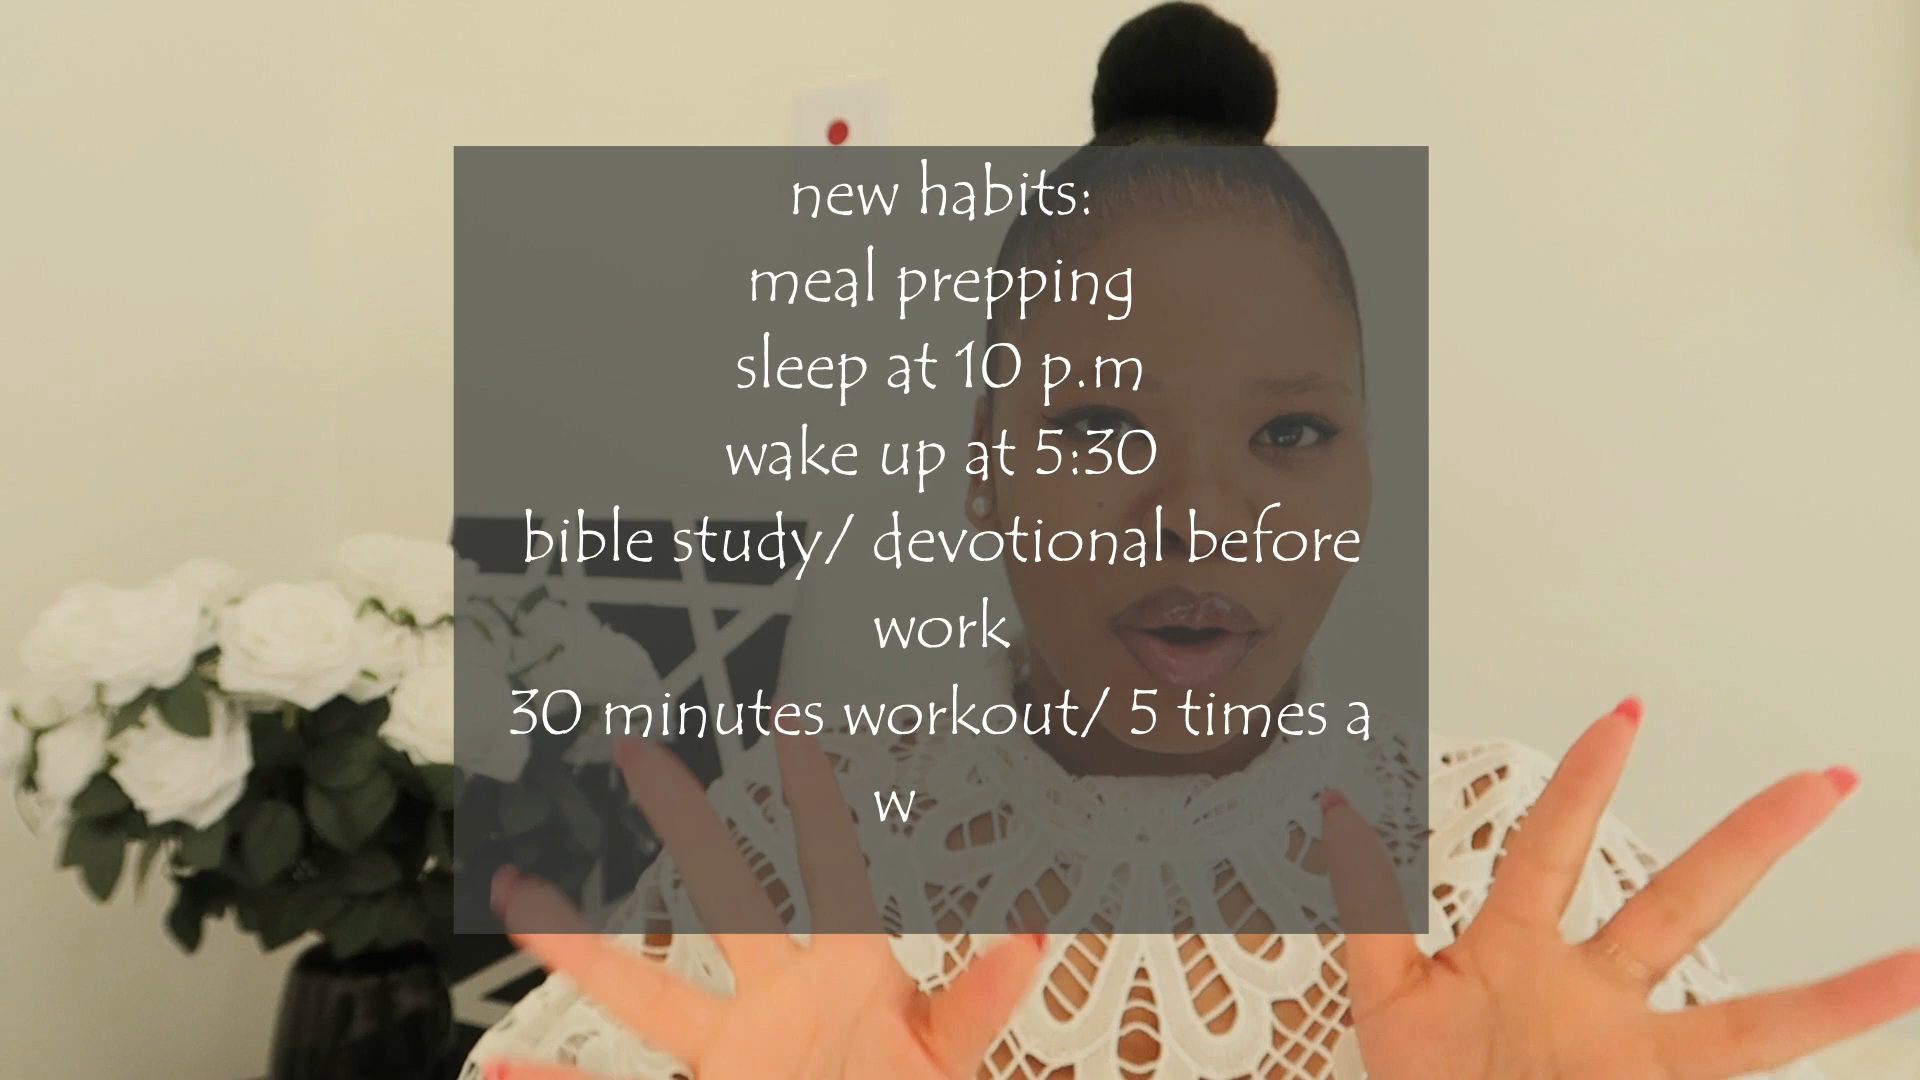 new habits:
meal prepping
sleep at 10 p.m
wake up at 5:30
bible study/ devotional before
work
30 minutes workout/ 5 times a
w